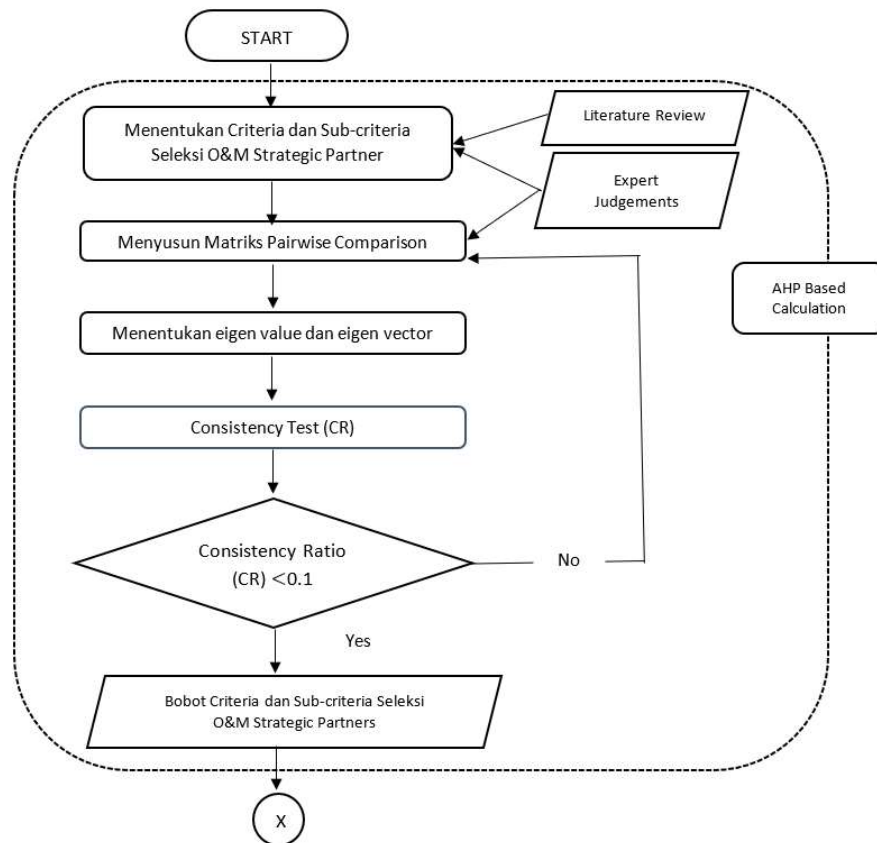 START
Menentukan Criteria dan Sub-criteria
Seleksi O&M Strategic Partner
Literature Review
Expert
Judgements
Menyusun Matriks Pairwise Comparison
AHP Based
Calculation
Menentukan eigen value dan eigen vector
Consistency Test (CR)
Consistency Ratio
(CR) <0.1
No
Yes
Bobot Criteria dan Sub-criteria Seleksi
O&M Strategic Partners
X